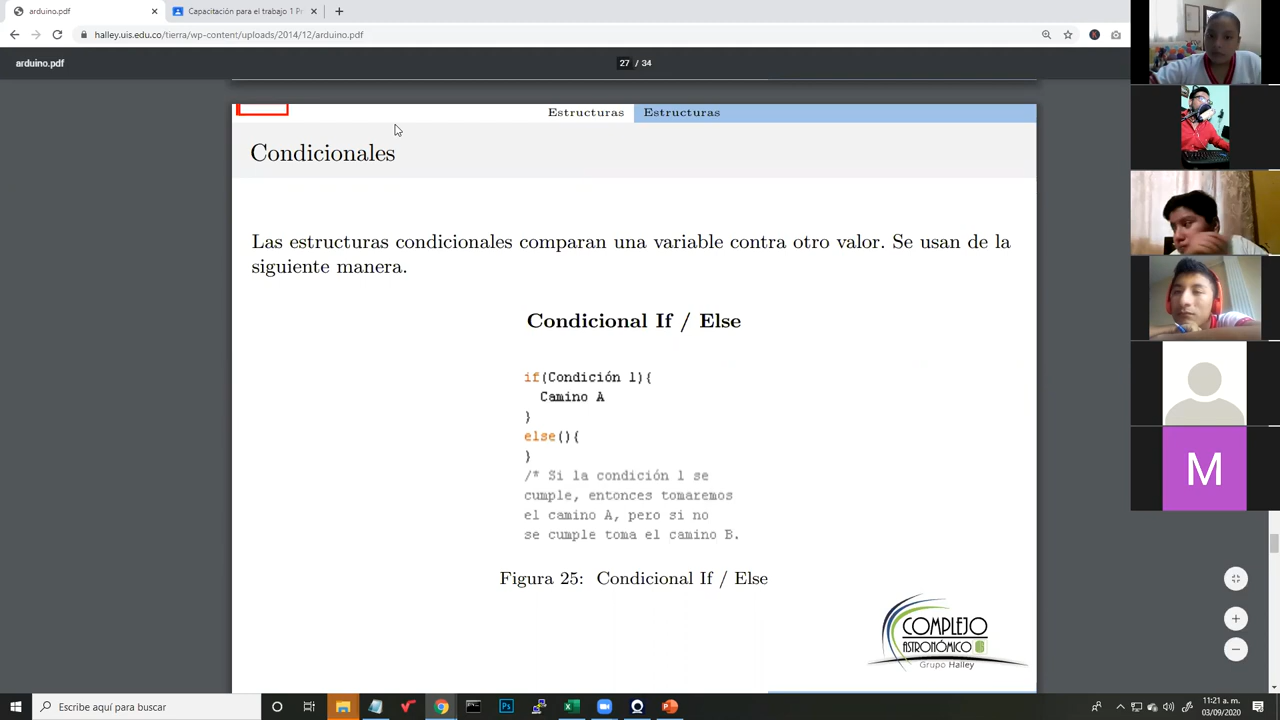 arduino.pdf
Capacitación para el trabajo 1 Pr
halley.uis.edu.co/tierra/wp-content/uploads/2014/12/arduino.pdf
arduino.pdf
27 / 34
Estructuras Estructuras
Condicionales
Las estructuras condicionales comparan una variable contra otro valor. Se usan de la
siguiente manera.
Condicional If / Else
if(Condición 1){
Camino A
}
else(){
}
/* Si la condición 1 se
cumple, entonces tomaremos
el camino A, pero si no
se cumple toma el camino B.
Figura 25: Condicional If / Else
COMPLEJO
ASTRONÓMICO
Grupo Halley
M
Escribe aquí para buscar
11:21 a. m.
03/09/2020